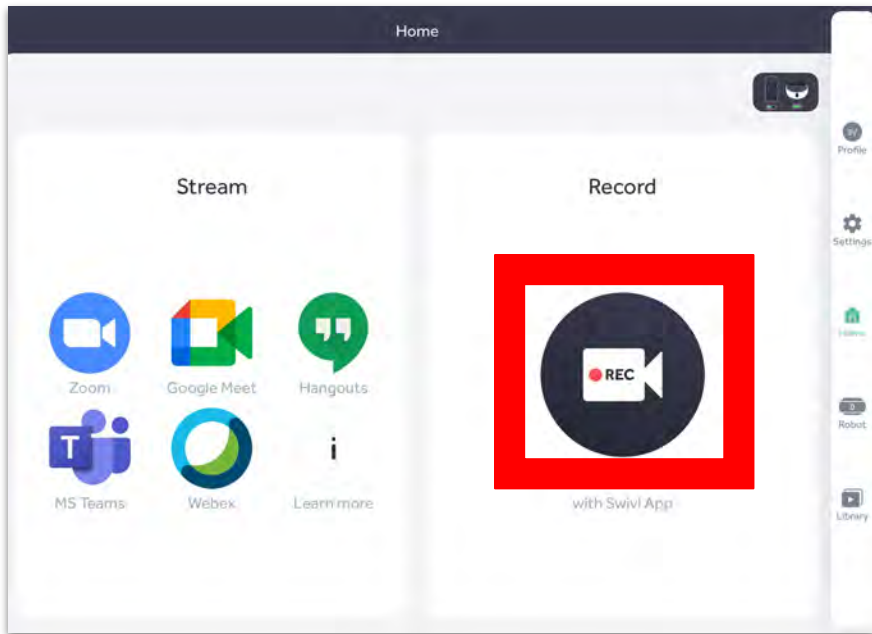 Home
Stream
Record
Zoom
Google Meet
Hangouts
MS Teams
Webex
Learn more
REC
with Swivl App
Profile
Settings
Home
Robot
Library
T
i